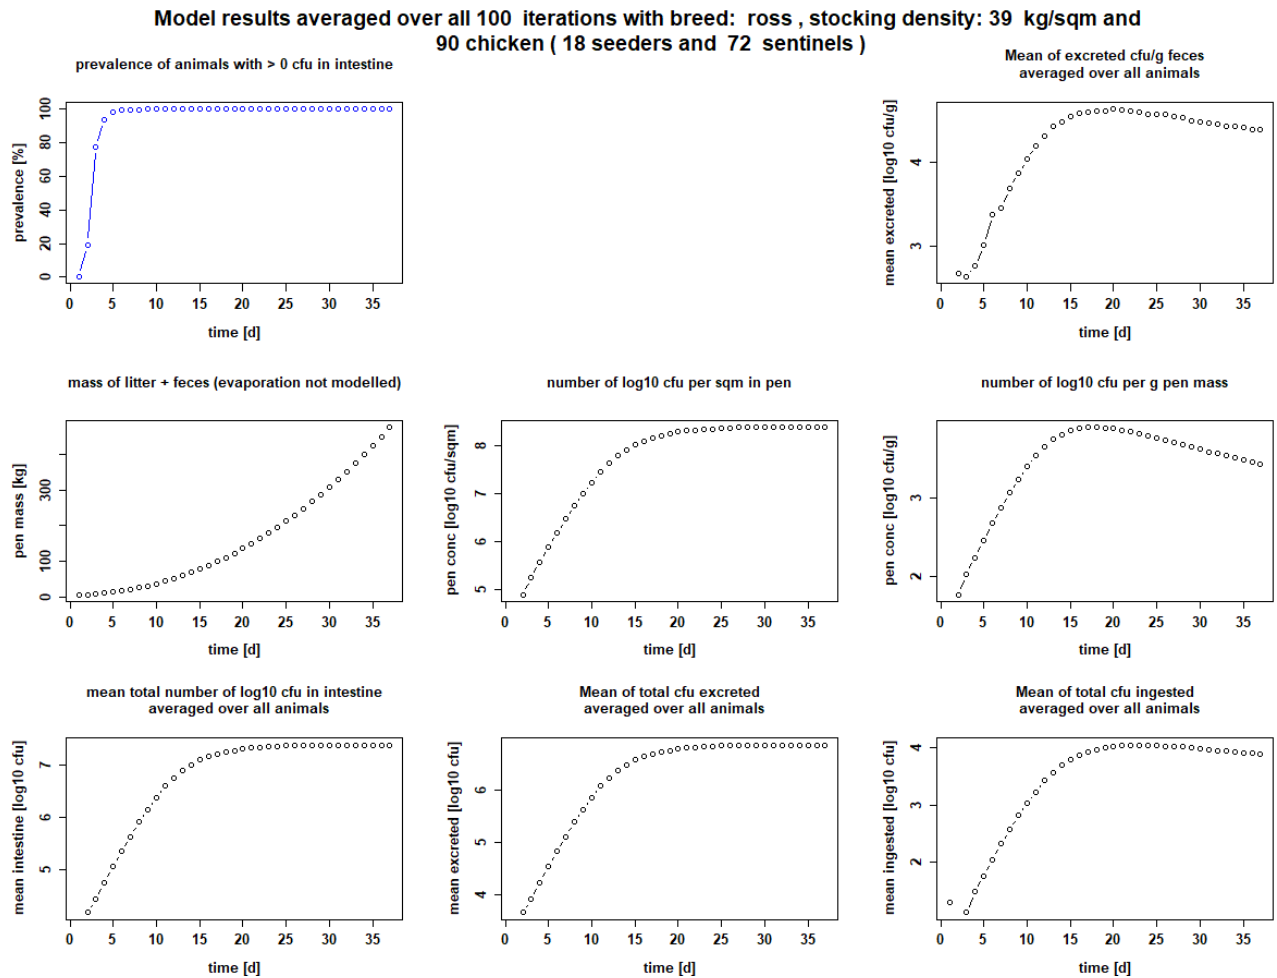 Model results averaged over all 100 iterations with breed: ross , stocking density: 39 kg/sqm and
90 chicken ( 18 seeders and 72 sentinels )
prevalence of animals with > 0 cfu in intestine
prevalence [%]
0 20 40 60 80 100
0 5 10 15 20 25 30 35
time [d]
Mean of excreted cfu/g feces
averaged over all animals
mean excreted [log10 cfu/g]
3 4
0 5 10 15 20 25 30 35
time [d]
mass of litter + feces (evaporation not modelled)
pen mass [kg]
0 100 300
0 5 10 15 20 25 30 35
time [d]
number of log10 cfu per sqm in pen
pen conc [log10 cfu/sqm]
5 6 7 8
0 5 10 15 20 25 30 35
time [d]
number of log10 cfu per g pen mass
pen conc [log10 cfu/g]
2 3
0 5 10 15 20 25 30 35
time [d]
mean total number of log10 cfu in intestine
averaged over all animals
mean intestine [log10 cfu]
5 6 7
0 5 10 15 20 25 30 35
time [d]
Mean of total cfu excreted
averaged over all animals
mean excreted [log10 cfu]
4 5 6
0 5 10 15 20 25 30 35
time [d]
Mean of total cfu ingested
averaged over all animals
mean ingested [log10 cfu]
2 3 4
0 5 10 15 20 25 30 35
time [d]